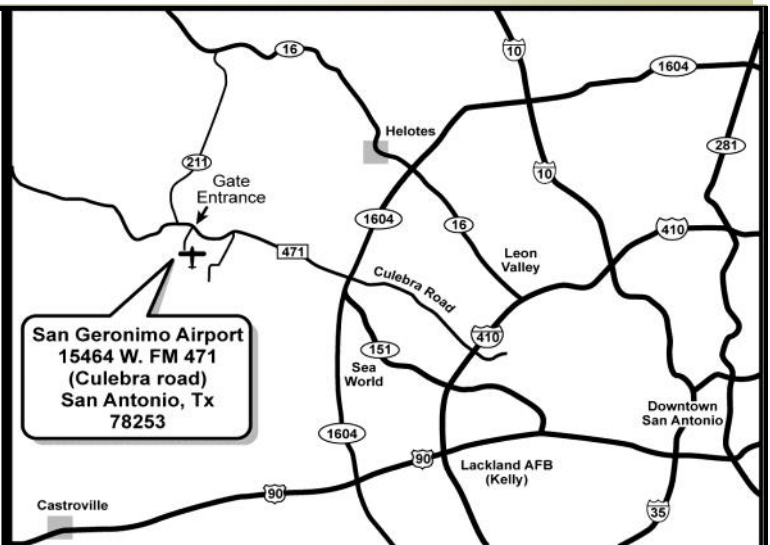 16
10
1604
281
Helotes
211
10
Gate
Entrance
1604
16
410
471
Leon
Valley
Culebra Road
San Geronimo Airport
15464 W. FM 471
(Culebra road)
San Antonio, Tx
78253
410
151
Sea
World
Downtown
San Antonio
1604
90
Lackland AFB
(Kelly)
90
Castroville
35